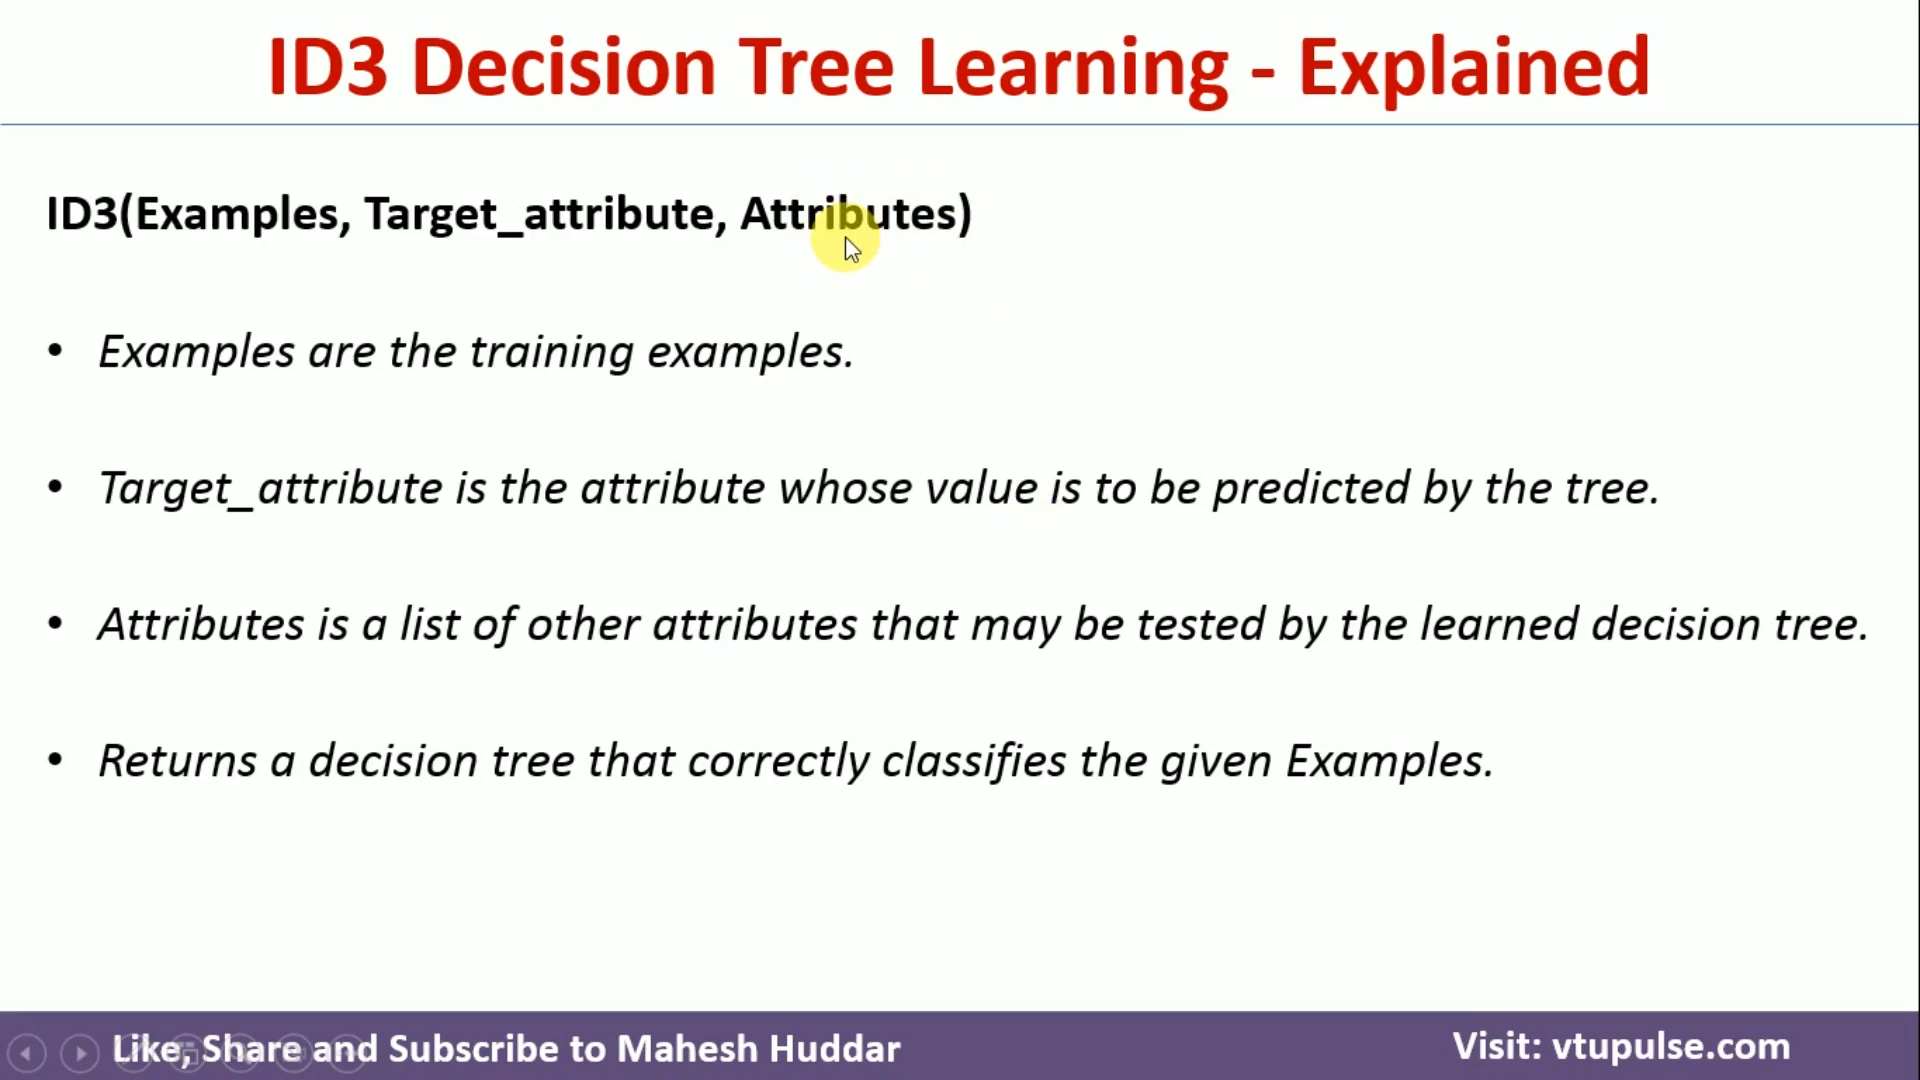 ID3 Decision Tree Learning - Explained
ID3(Examples, Target_attribute, Attributes)
• Examples are the training examples.
• Target_attribute is the attribute whose value is to be predicted by the tree.
• Attributes is a list of other attributes that may be tested by the learned decision tree.
• Returns a decision tree that correctly classifies the given Examples.
Like, Share and Subscribe to Mahesh Huddar
Visit: vtupulse.com